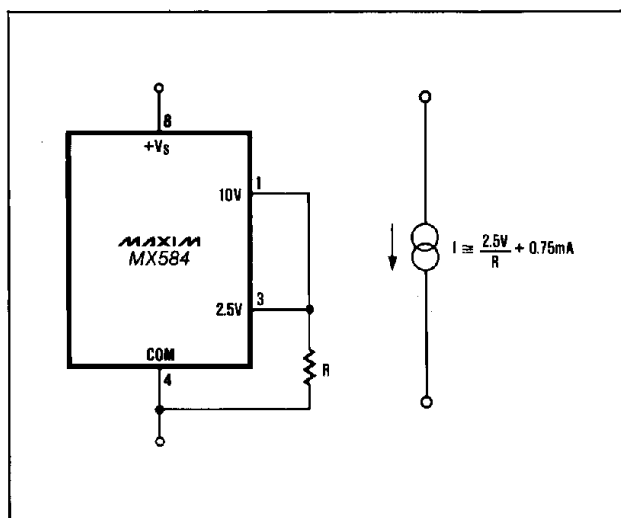 8
+VS
10V
1
MAXIM
MX584
2.5V
3
COM
4
R
I ≅ 2.5V/R + 0.75mA